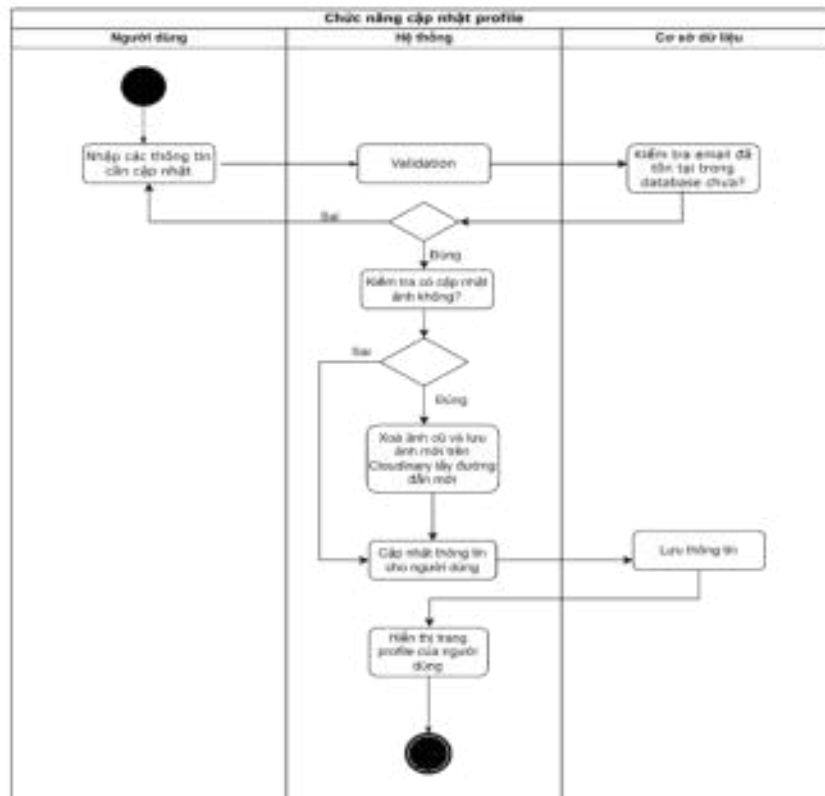 Chức năng cập nhật profile
Người dùng
Hệ thống
Cơ sở dữ liệu
Nhập các thông tin
cần cập nhật
Validation
Kiểm tra email đã
tồn tại trong
database chưa?
Sai
Đúng
Kiểm tra có cập nhật
ảnh không?
Sai
Đúng
Xoá ảnh cũ và lưu
ảnh mới trên
Cloudinary lấy đường
dẫn mới
Cập nhật thông tin
cho người dùng
Lưu thông tin
Hiển thị trang
profile của người
dùng